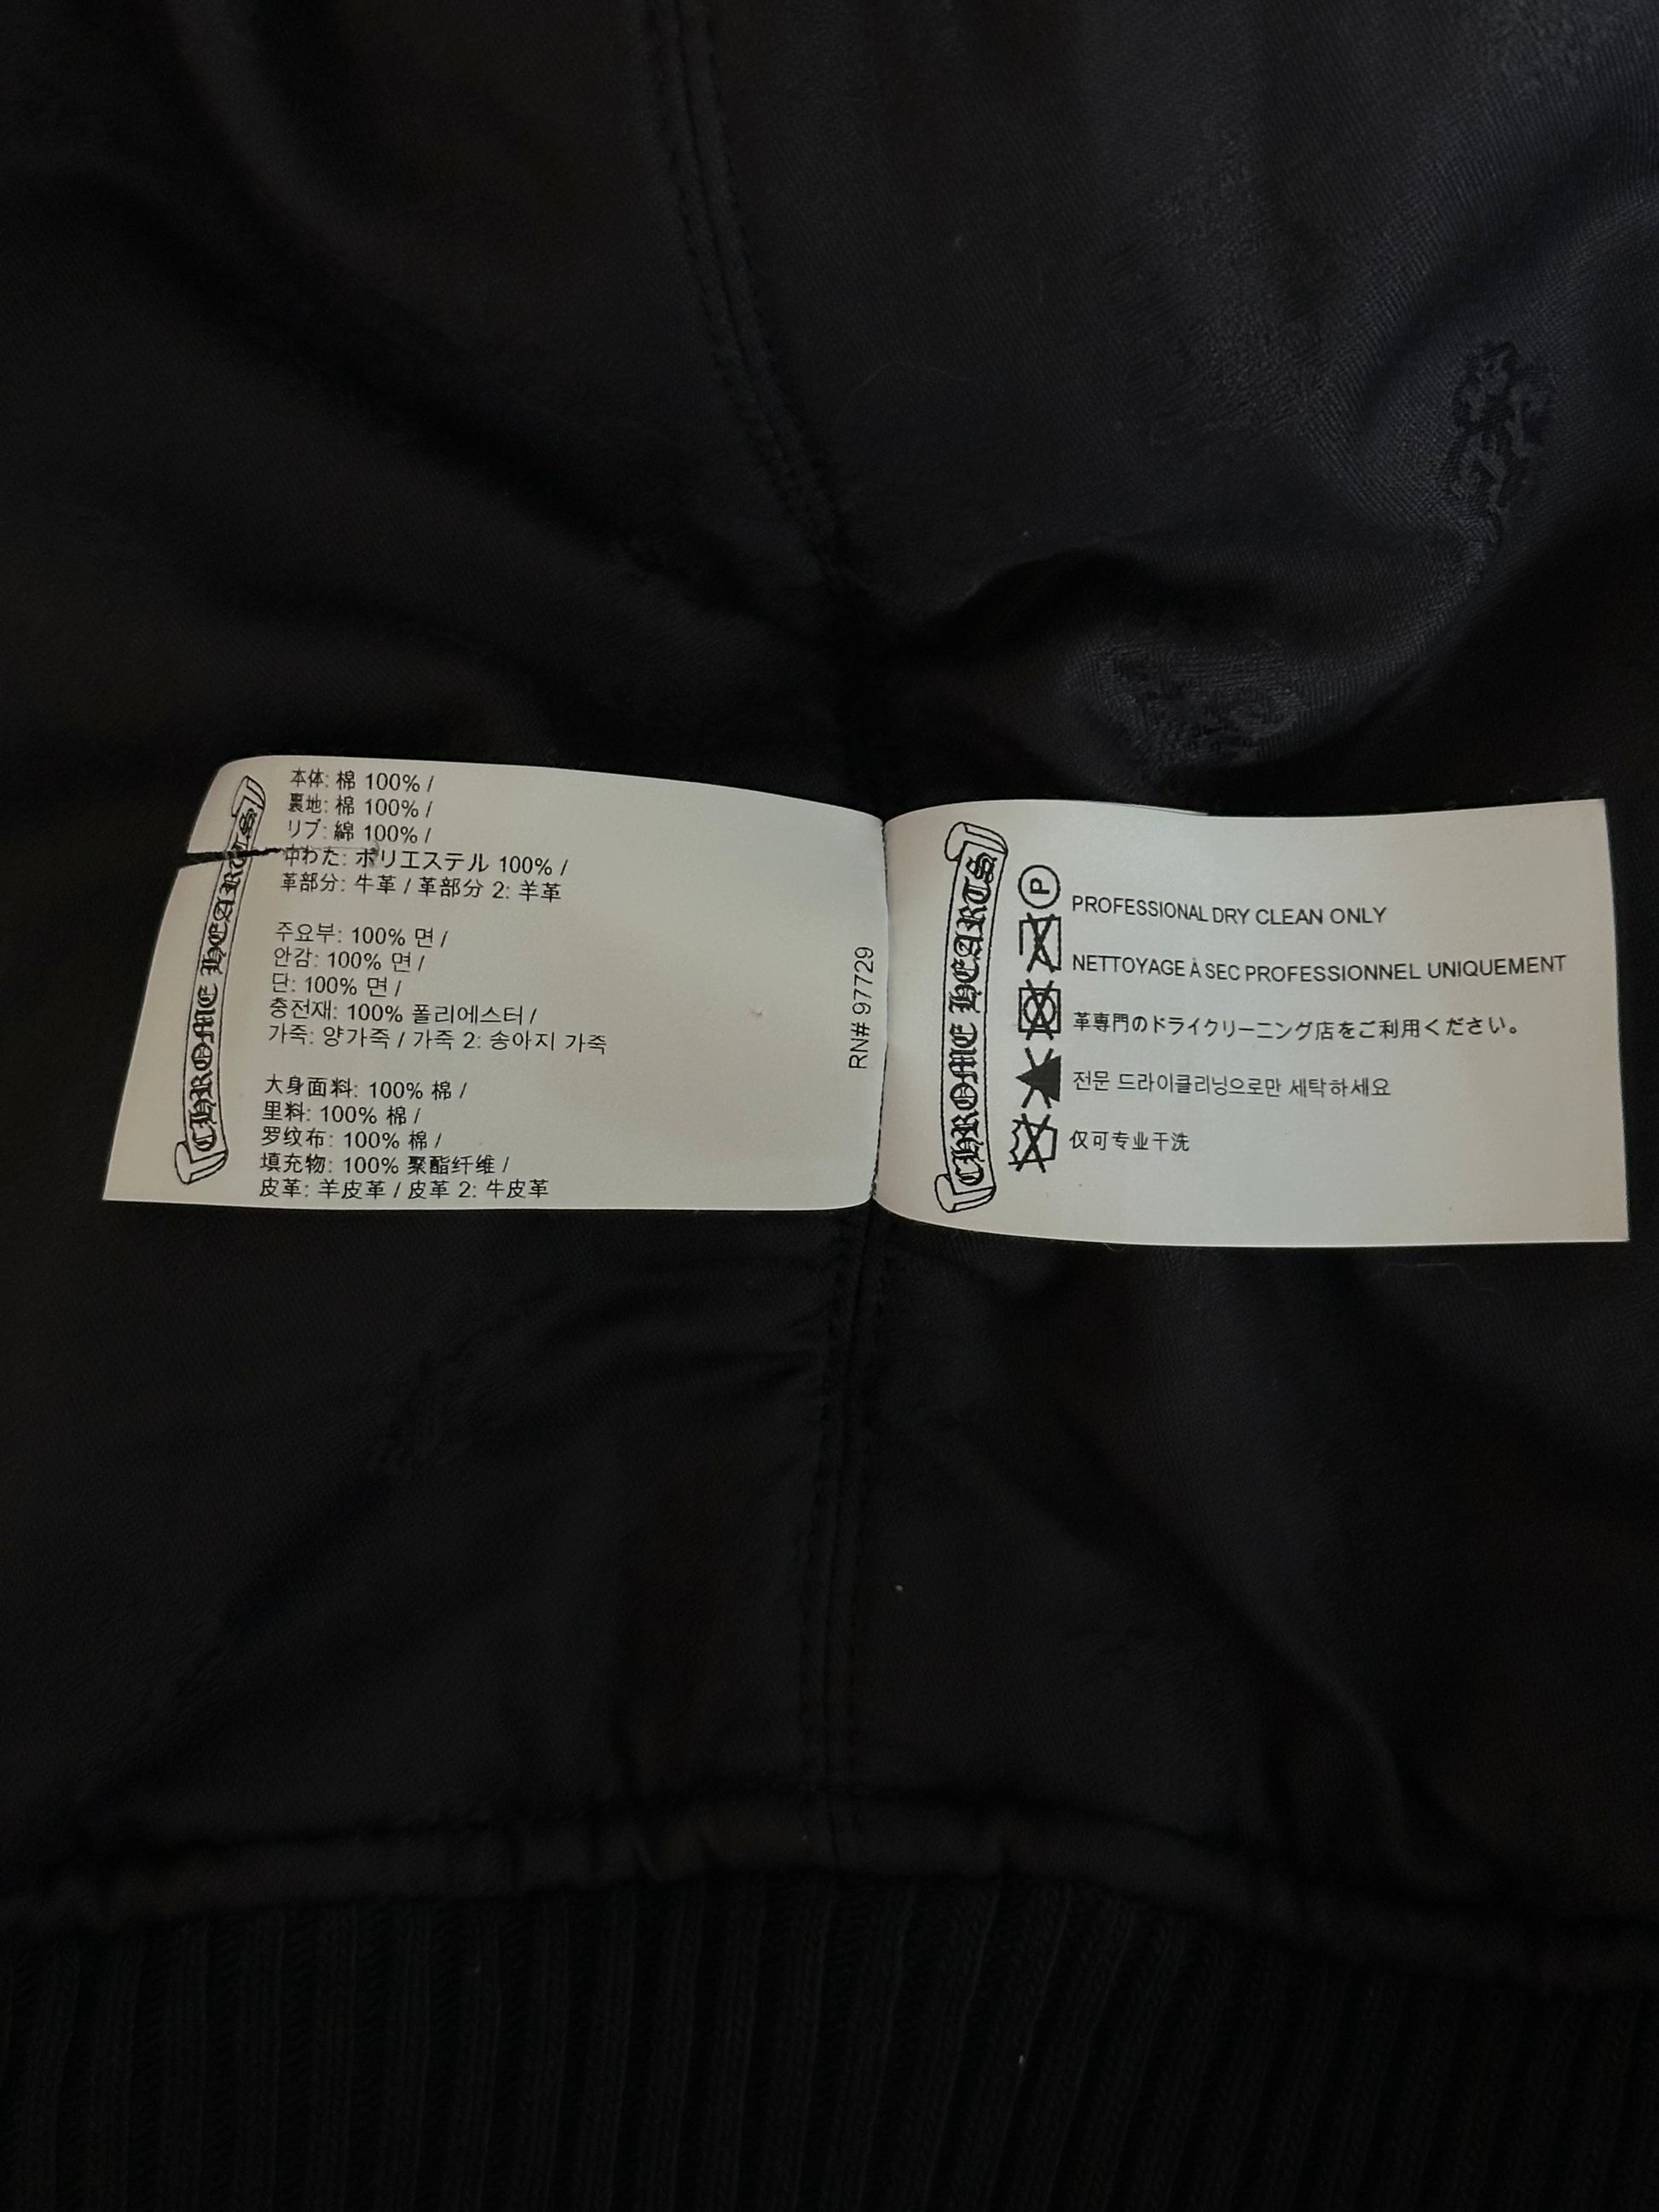 CHROME HEARTS
本体: 棉 100% /
裏地: 棉 100% /
リブ: 綿 100% /
中わた: ポリエステル 100% /
革部分: 牛革 / 革部分 2: 羊革
주요부: 100% 면 /
안감: 100% 면 /
단: 100% 면 /
충전재: 100% 폴리에스터 /
가죽: 양가죽 / 가죽 2: 송아지 가죽
大身面料: 100% 棉 /
里料: 100% 棉 /
罗纹布: 100% 棉 /
填充物: 100% 聚酯纤维 /
皮革: 羊皮革 / 皮革 2: 牛皮革
RN# 97729
CHROME HEARTS
P
PROFESSIONAL DRY CLEAN ONLY
NETTOYAGE À SEC PROFESSIONNEL UNIQUEMENT
革専門のドライクリーニング店をご利用ください。
전문 드라이클리닝으로만 세탁하세요
仅可专业干洗